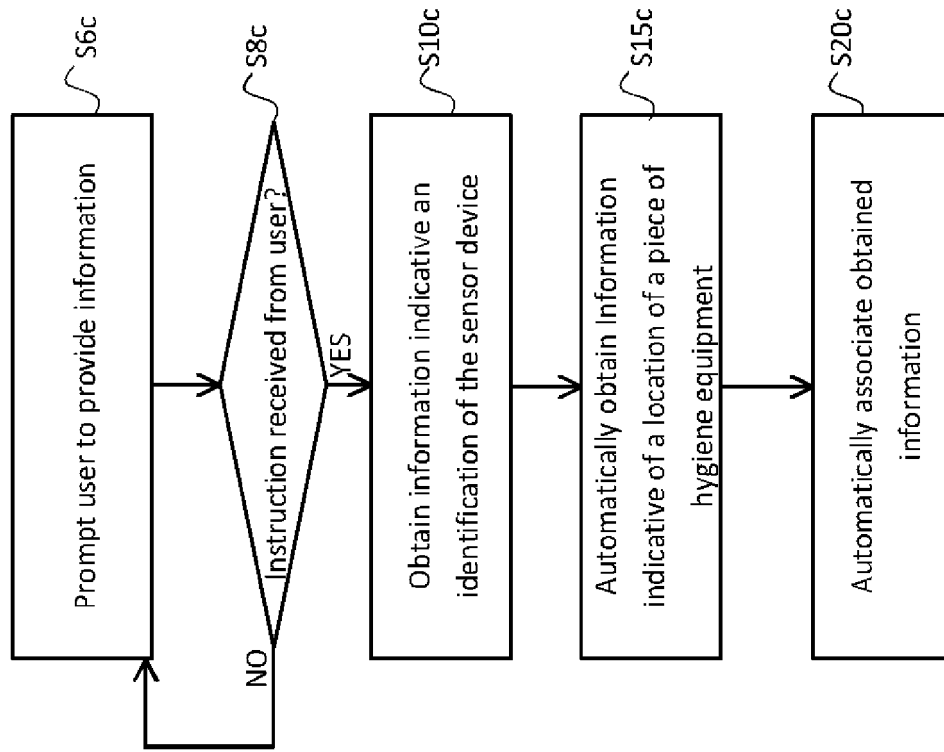 Prompt user to provide information
S6c
Instruction received from user?
S8c
NO
YES
Obtain information indicative an
identification of the sensor device
S10c
Automatically obtain Information
indicative of a location of a piece of
hygiene equipment
S15c
Automatically associate obtained
information
S20c